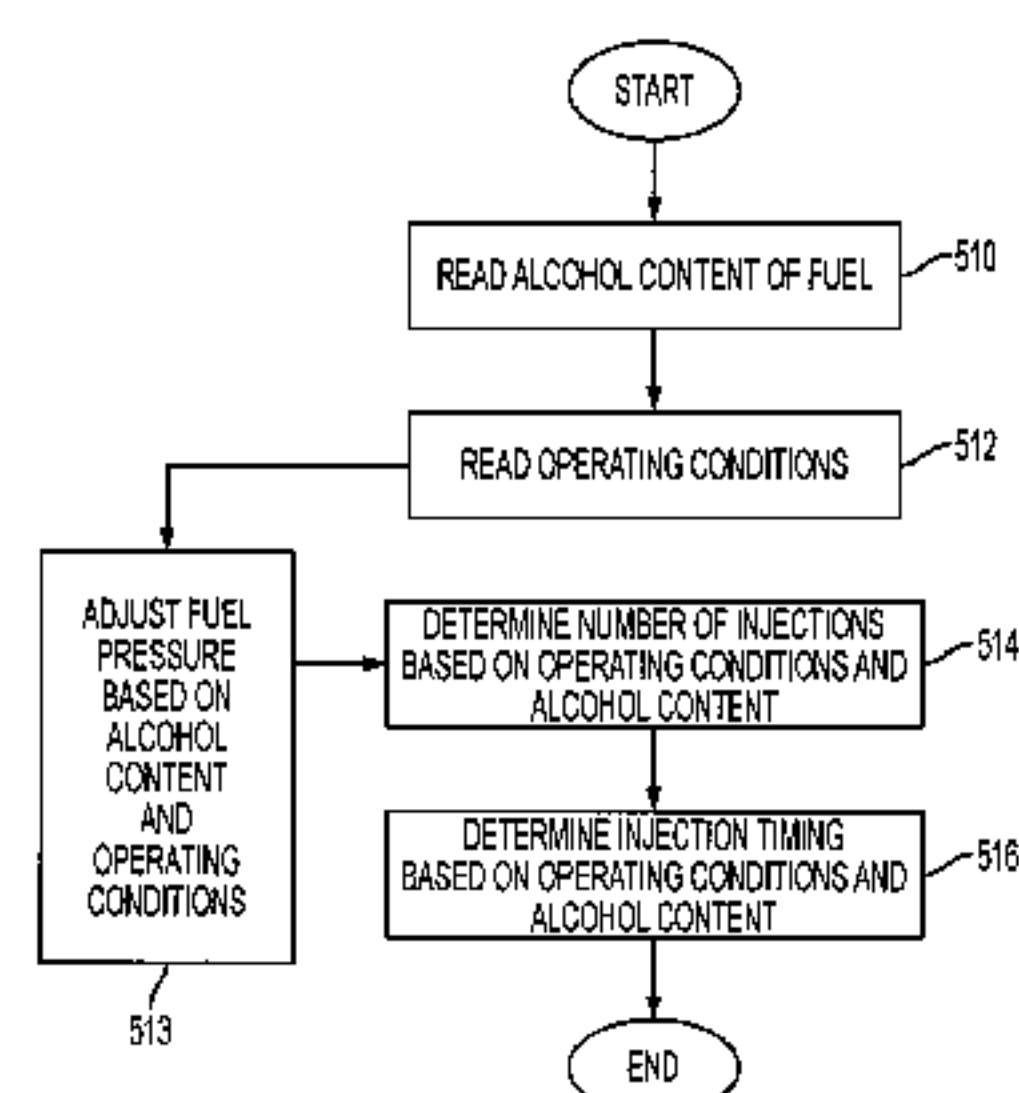 START
READ ALCOHOL CONTENT OF FUEL
510
READ OPERATING CONDITIONS
512
ADJUST FUEL
PRESSURE
BASED ON
ALCOHOL
CONTENT
AND
OPERATING
CONDITIONS
513
DETERMINE NUMBER OF INJECTIONS
BASED ON OPERATING CONDITIONS AND
ALCOHOL CONTENT
514
DETERMINE INJECTION TIMING
BASED ON OPERATING CONDITIONS AND
ALCOHOL CONTENT
516
END